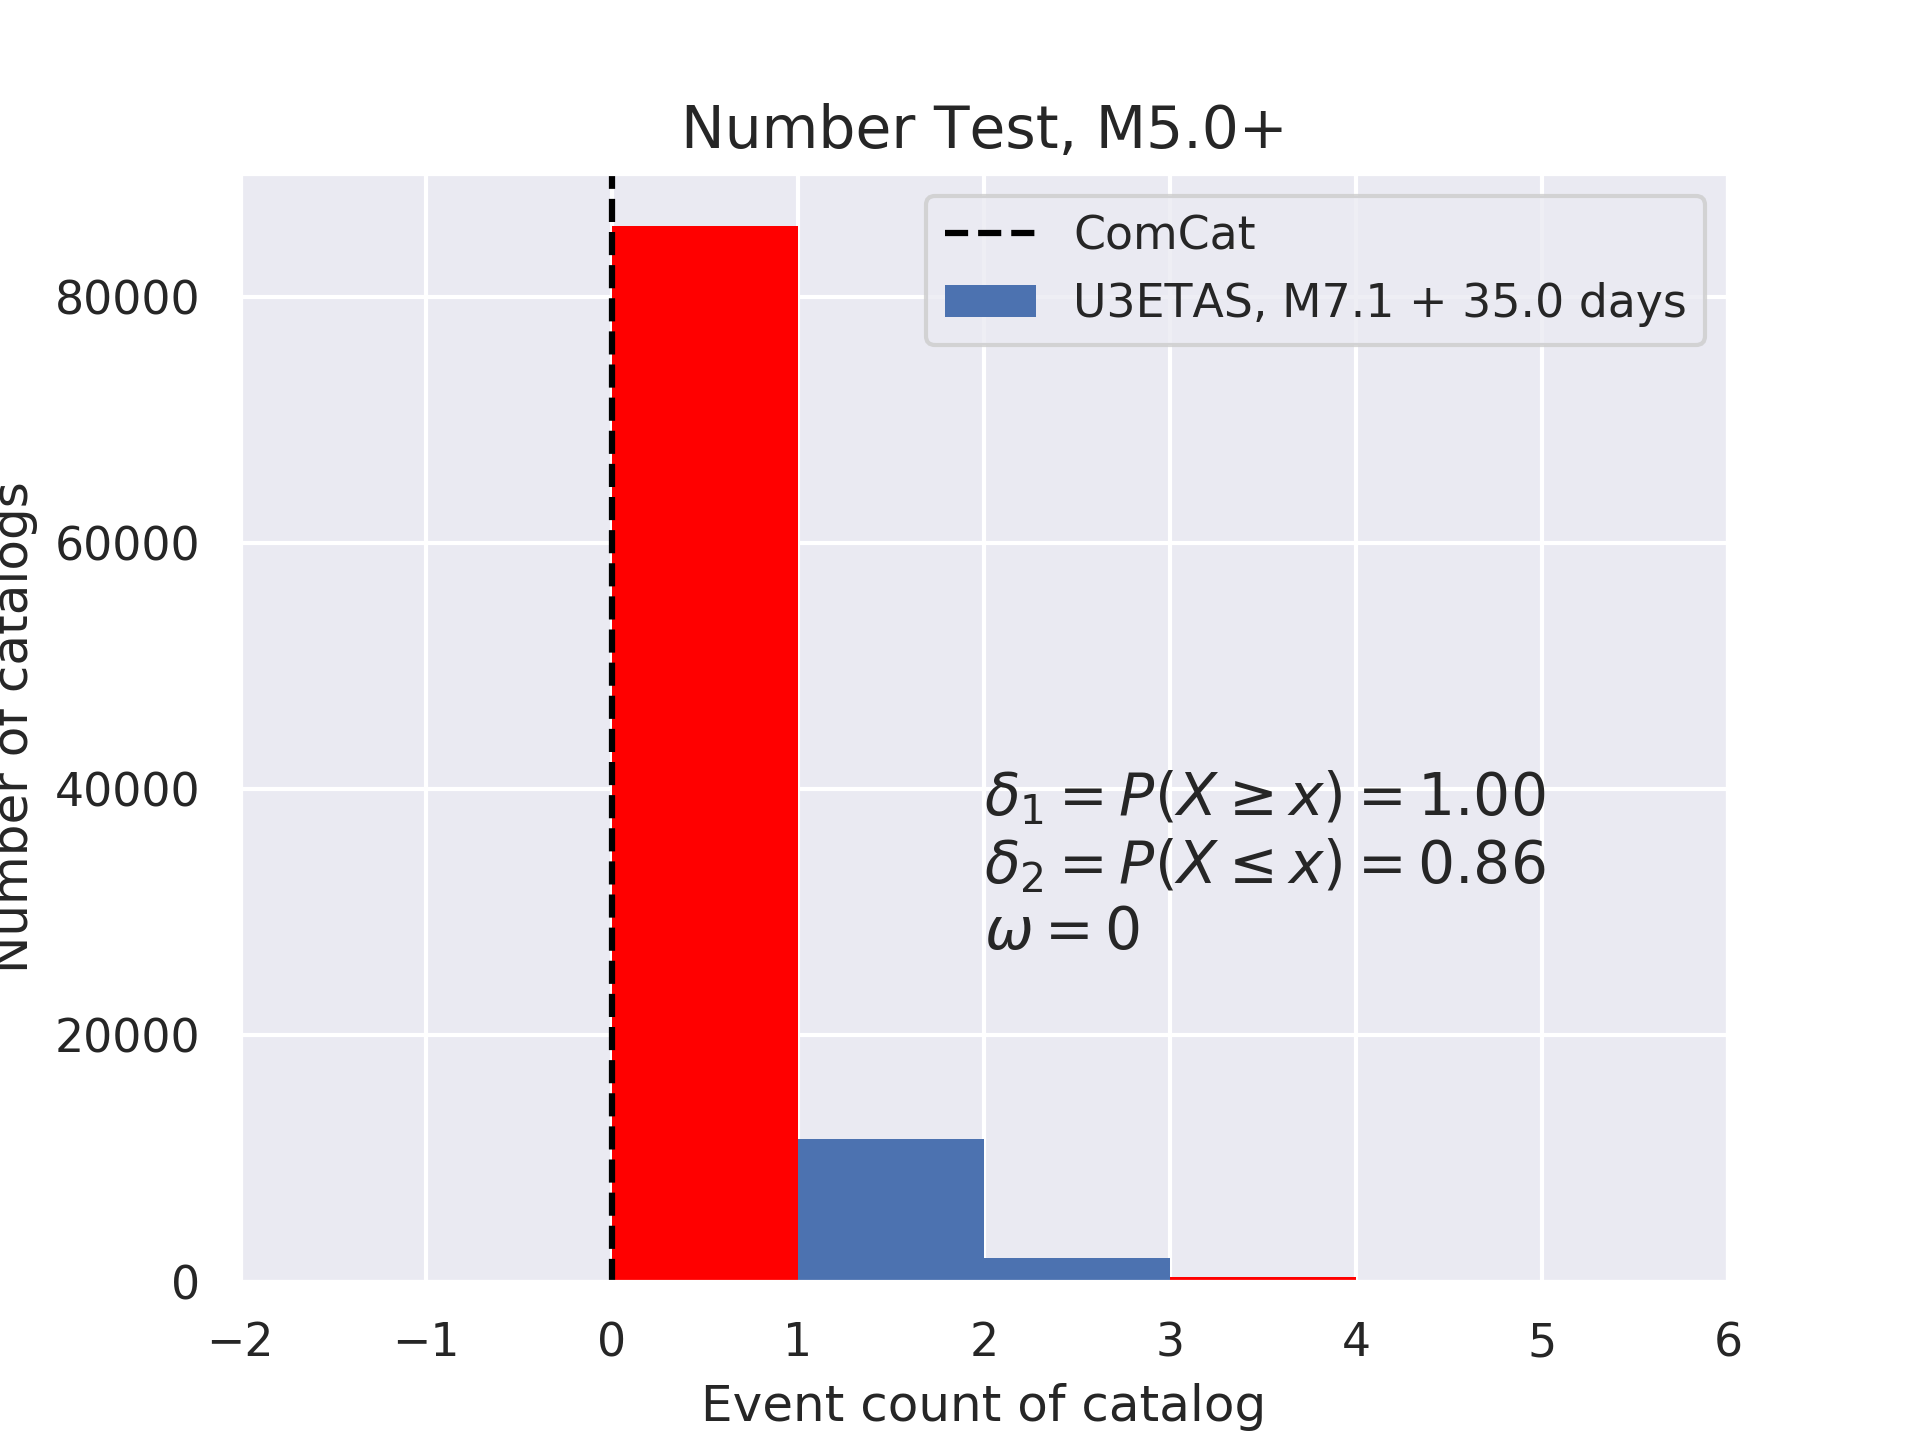 Number Test, M5.0+
ComCat
U3ETAS, M7.1 + 35.0 days
Number of catalogs
80000
60000
40000
20000
0
δ₁ = P(X ≥ x) = 1.00
δ₂ = P(X ≤ x) = 0.86
ω = 0
−2 −1 0 1 2 3 4 5 6
Event count of catalog